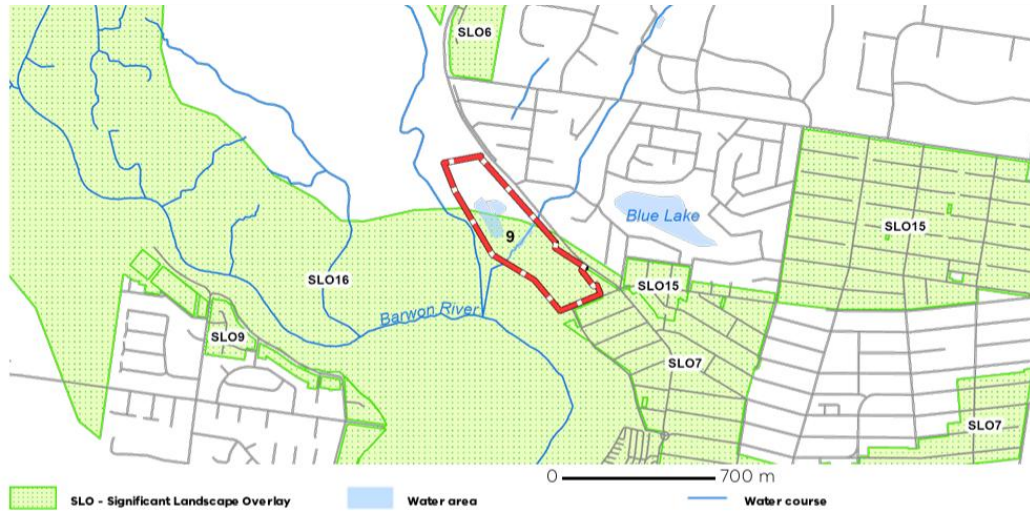 SLO6
SLO15
Blue Lake
9
SLO16
SLO15
Barwon River
SLO9
SLO7
SLO7
0 700 m
SLO - Significant Landscape Overlay
Water area
Water course